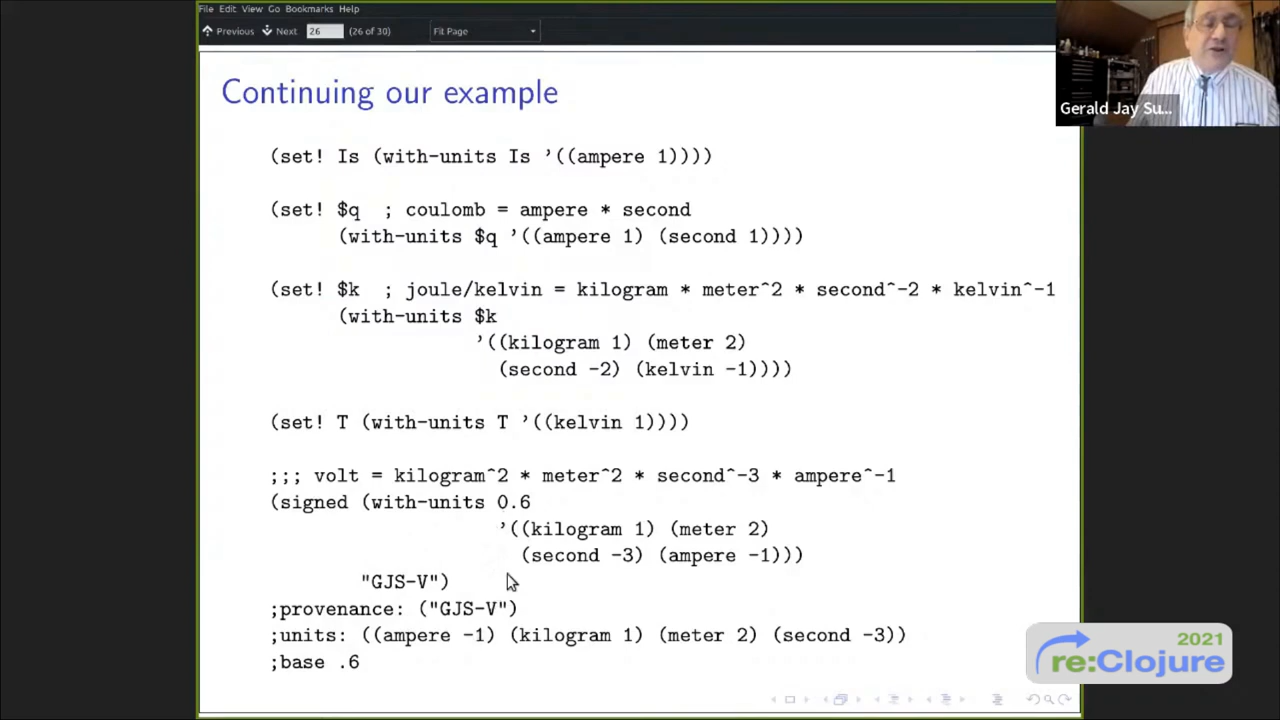 File Edit View Go Bookmarks Help
Previous Next 26 (26 of 30) Fit Page
Gerald Jay Su...
Continuing our example
(set! Is (with-units Is '((ampere 1))))
(set! $q ; coulomb = ampere * second
(with-units $q '((ampere 1) (second 1))))
(set! $k ; joule/kelvin = kilogram * meter^2 * second^-2 * kelvin^-1
(with-units $k
'((kilogram 1) (meter 2)
(second -2) (kelvin -1))))
(set! T (with-units T '((kelvin 1))))
;;; volt = kilogram^2 * meter^2 * second^-3 * ampere^-1
(signed (with-units 0.6
'((kilogram 1) (meter 2)
(second -3) (ampere -1)))
"GJS-V")
;provenance: ("GJS-V")
;units: ((ampere -1) (kilogram 1) (meter 2) (second -3))
;base .6
2021
re:Clojure